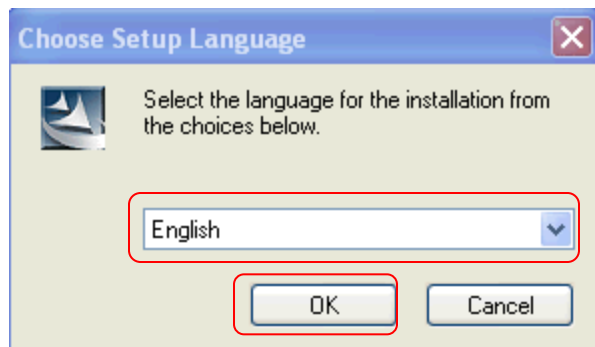 Choose Setup Language
Select the language for the installation from
the choices below.
English
OK
Cancel